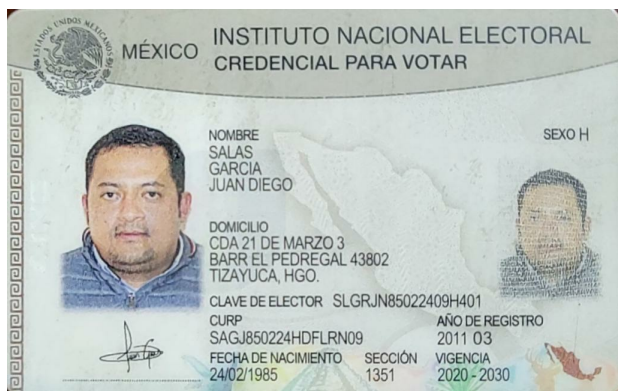 ESTADOS UNIDOS MEXICANOS
MÉXICO
INSTITUTO NACIONAL ELECTORAL
CREDENCIAL PARA VOTAR
NOMBRE
SALAS
GARCIA
JUAN DIEGO
SEXO H
DOMICILIO
CDA 21 DE MARZO 3
BARR EL PEDREGAL 43802
TIZAYUCA, HGO.
CLAVE DE ELECTOR SLGRJN85022409H401
CURP
SAGJ850224HDFLRN09
AÑO DE REGISTRO
2011 03
FECHA DE NACIMIENTO
24/02/1985
SECCIÓN
1351
VIGENCIA
2020 - 2030